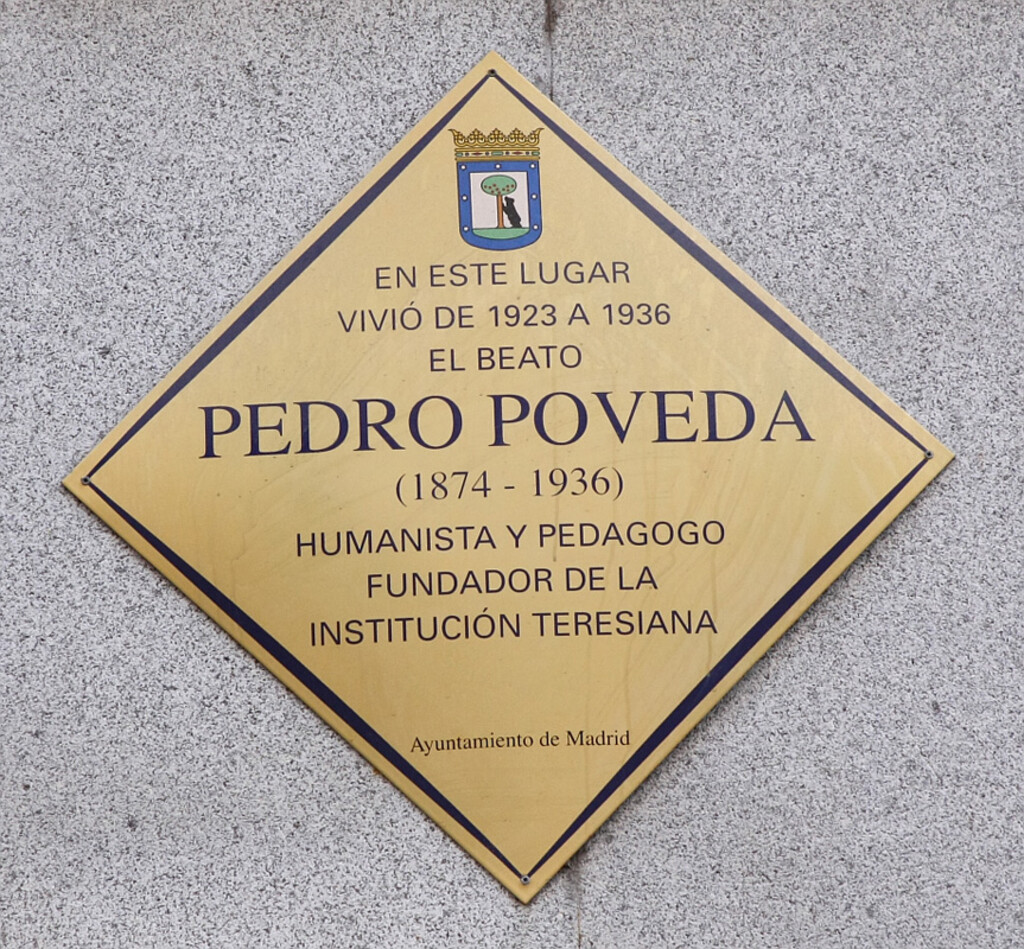 EN ESTE LUGAR
VIVIÓ DE 1923 A 1936
EL BEATO
PEDRO POVEDA
(1874 - 1936)
HUMANISTA Y PEDAGOGO
FUNDADOR DE LA
INSTITUCIÓN TERESIANA
Ayuntamiento de Madrid